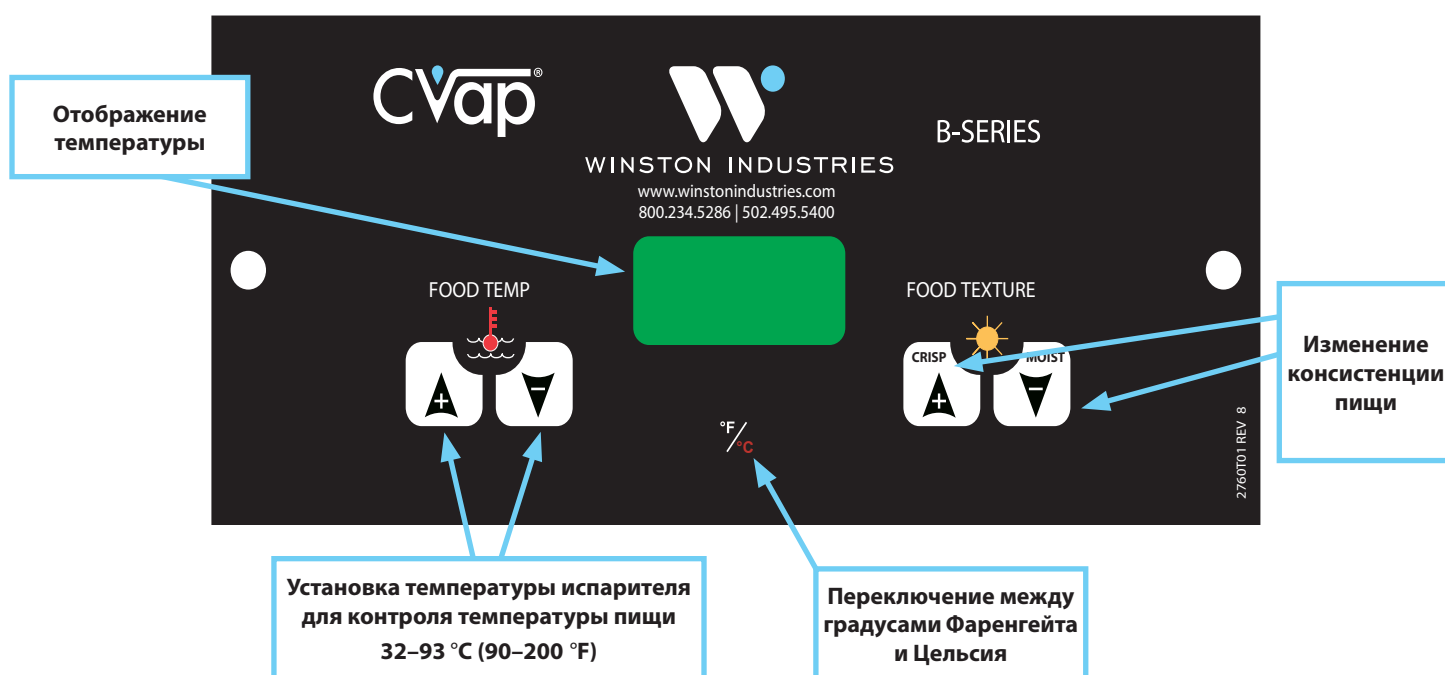 CVap®
WINSTON INDUSTRIES
www.winstonindustries.com
800.234.5286 | 502.495.5400
B-SERIES
Отображение
температуры
FOOD TEMP
+
–
FOOD TEXTURE
CRISP
MOIST
+
–
Изменение
консистенции
пищи
°F/°C
2760T01 REV 8
Установка температуры испарителя
для контроля температуры пищи
32–93 °C (90–200 °F)
Переключение между
градусами Фаренгейта
и Цельсия